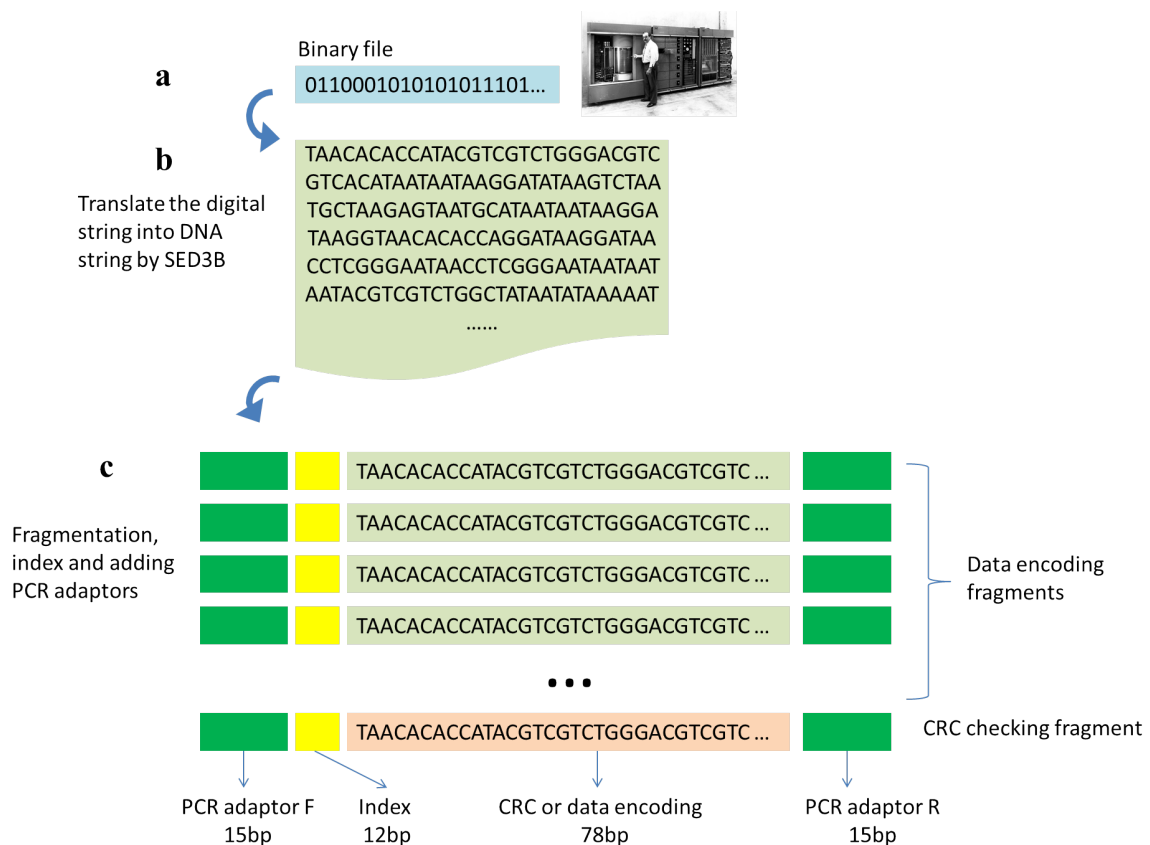 a
Binary file
0110001010101011101...
b
Translate the digital
string into DNA
string by SED3B
TAACACACCATACGTCGTCTGGGACGTC
GTCACATAATAATAAGGATATAAGTCTAA
TGCTAAGAGTAATGCATAATAATAAGGA
TAAGGTAACACACCAGGATAAGGATAA
CCTCGGGAATAACCTCGGGAATAATAAT
AATACGTCGTCTGGCTATAATATAAAAAT
......
c
Fragmentation,
index and adding
PCR adaptors
TAACACACCATACGTCGTCTGGGACGTCGTC ...
TAACACACCATACGTCGTCTGGGACGTCGTC ...
TAACACACCATACGTCGTCTGGGACGTCGTC ...
TAACACACCATACGTCGTCTGGGACGTCGTC ...
...
TAACACACCATACGTCGTCTGGGACGTCGTC ...
Data encoding
fragments
CRC checking fragment
PCR adaptor F
15bp
Index
12bp
CRC or data encoding
78bp
PCR adaptor R
15bp